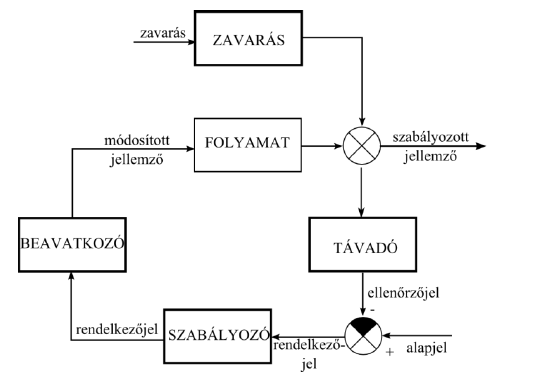 zavarás
ZAVARÁS
módosított
jellemző
FOLYAMAT
szabályozott
jellemző
BEAVATKOZÓ
TÁVADÓ
ellenőrzőjel
-
rendelkezőjel
SZABÁLYOZÓ
rendelkező-
jel
+
alapjel